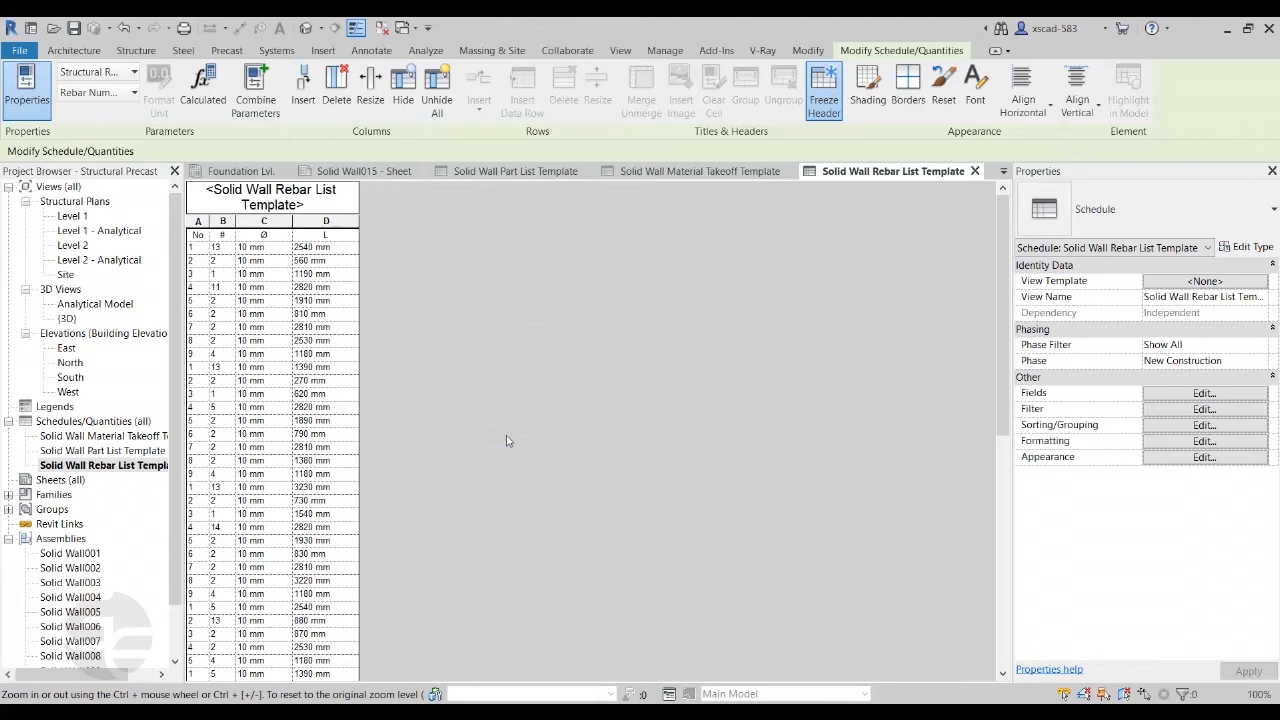 xscad-583
File Architecture Structure Steel Precast Systems Insert Annotate Analyze Massing & Site Collaborate View Manage Add-Ins V-Ray Modify Modify Schedule/Quantities
Properties
Structural R...
Rebar Num...
Format
Unit
Calculated
Combine
Parameters
Insert
Delete
Resize
Hide
Unhide
All
Insert
Insert
Data Row
Delete
Resize
Merge
Unmerge
Insert
Image
Clear
Cell
Group
Ungroup
Freeze
Header
Shading
Borders
Reset
Font
Align
Horizontal
Align
Vertical
Highlight
in Model
Properties Parameters Columns Rows Titles & Headers Appearance Element
Modify Schedule/Quantities
Project Browser - Structural Precast
Foundation Lvl. Solid Wall015 - Sheet Solid Wall Part List Template Solid Wall Material Takeoff Template Solid Wall Rebar List Template
Views (all)
Structural Plans
Level 1
Level 1 - Analytical
Level 2
Level 2 - Analytical
Site
3D Views
Analytical Model
{3D}
Elevations (Building Elevatio
East
North
South
West
Legends
Schedules/Quantities (all)
Solid Wall Material Takeoff T
Solid Wall Part List Template
Solid Wall Rebar List Templa
Sheets (all)
Families
Groups
Revit Links
Assemblies
Solid Wall001
Solid Wall002
Solid Wall003
Solid Wall004
Solid Wall005
Solid Wall006
Solid Wall007
Solid Wall008
<Solid Wall Rebar List
Template>
A B C D
No # Ø L
1 13 10 mm 2540 mm
2 2 10 mm 560 mm
3 1 10 mm 1190 mm
4 11 10 mm 2820 mm
5 2 10 mm 1910 mm
6 2 10 mm 810 mm
7 2 10 mm 2810 mm
8 2 10 mm 2530 mm
9 4 10 mm 1180 mm
1 13 10 mm 1390 mm
2 2 10 mm 270 mm
3 1 10 mm 620 mm
4 5 10 mm 2820 mm
5 2 10 mm 1890 mm
6 2 10 mm 790 mm
7 2 10 mm 2810 mm
8 2 10 mm 1380 mm
9 4 10 mm 1180 mm
1 13 10 mm 3230 mm
2 2 10 mm 730 mm
3 1 10 mm 1540 mm
4 14 10 mm 2820 mm
5 2 10 mm 1930 mm
6 2 10 mm 830 mm
7 2 10 mm 2810 mm
8 2 10 mm 3220 mm
9 4 10 mm 1180 mm
1 5 10 mm 2540 mm
2 13 10 mm 880 mm
3 2 10 mm 870 mm
4 2 10 mm 2530 mm
5 4 10 mm 1180 mm
1 5 10 mm 1390 mm
Properties
Schedule
Schedule: Solid Wall Rebar List Template Edit Type
Identity Data
View Template <None>
View Name Solid Wall Rebar List Tem...
Dependency Independent
Phasing
Phase Filter Show All
Phase New Construction
Other
Fields Edit...
Filter Edit...
Sorting/Grouping Edit...
Formatting Edit...
Appearance Edit...
Properties help Apply
Zoom in or out using the Ctrl + mouse wheel or Ctrl + [+/-]. To reset to the original zoom level ( :0 Main Model :0 100%